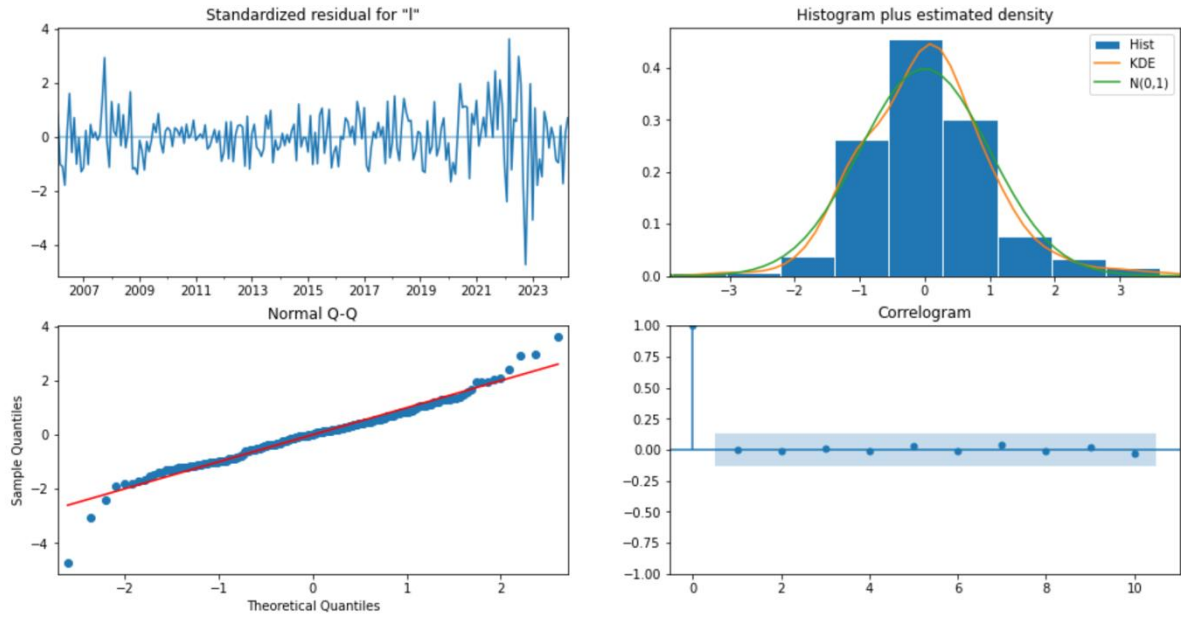 Standardized residual for "l"
4
2
0
−2
−4
2007 2009 2011 2013 2015 2017 2019 2021 2023
Histogram plus estimated density
Hist
KDE
N(0,1)
0.4
0.3
0.2
0.1
0.0
−3 −2 −1 0 1 2 3
Normal Q-Q
Sample Quantiles
4
2
0
−2
−4
−2 −1 0 1 2
Theoretical Quantiles
Correlogram
1.00
0.75
0.50
0.25
0.00
−0.25
−0.50
−0.75
−1.00
0 2 4 6 8 10